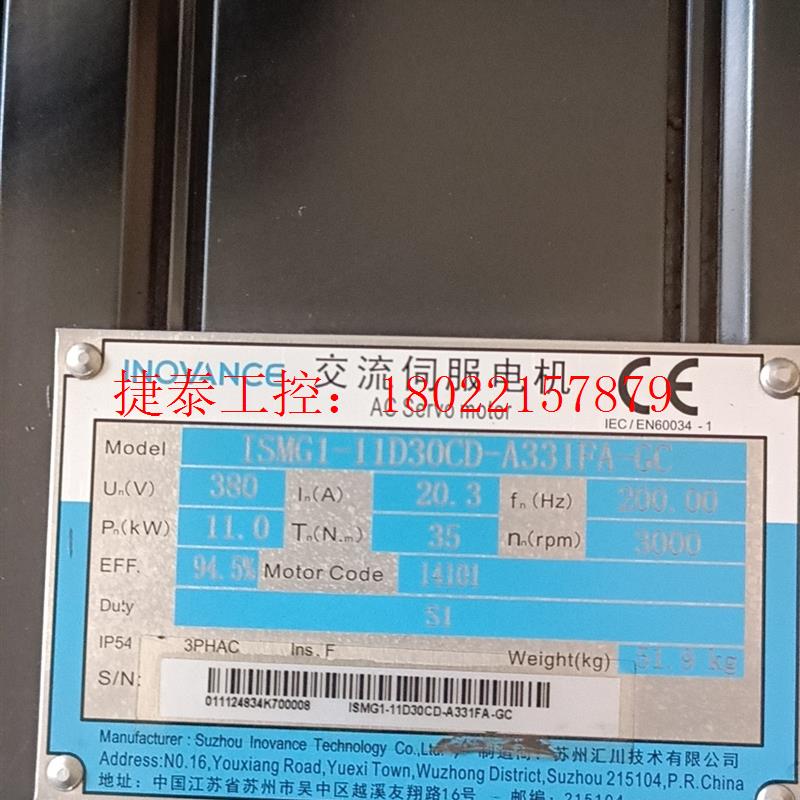 INOVANCE 交流伺服电机 CE
捷泰工控：18022157879
AC Servo motor
IEC/EN60034-1
Model ISMG1-11D30CD-A331FA-GC
Un(V) 380 In(A) 20.3 fn(Hz) 200.00
Pn(kW) 11.0 Tn(N.m) 35 nn(rpm) 3000
EFF. 94.5% Motor Code 14101
Duty S1
IP54 3PHAC Ins. F Weight(kg) 51.9 kg
S/N:
011124834K700008 ISMG1-11D30CD-A331FA-GC
Manufacturer : Suzhou Inovance Technology Co.,Ltd. 制造商：苏州汇川技术有限公司
Address:NO.16,Youxiang Road,Yuexi Town,Wuzhong District,Suzhou 215104,P.R.China
地址：中国江苏省苏州市吴中区越溪友翔路16号 邮编：215104